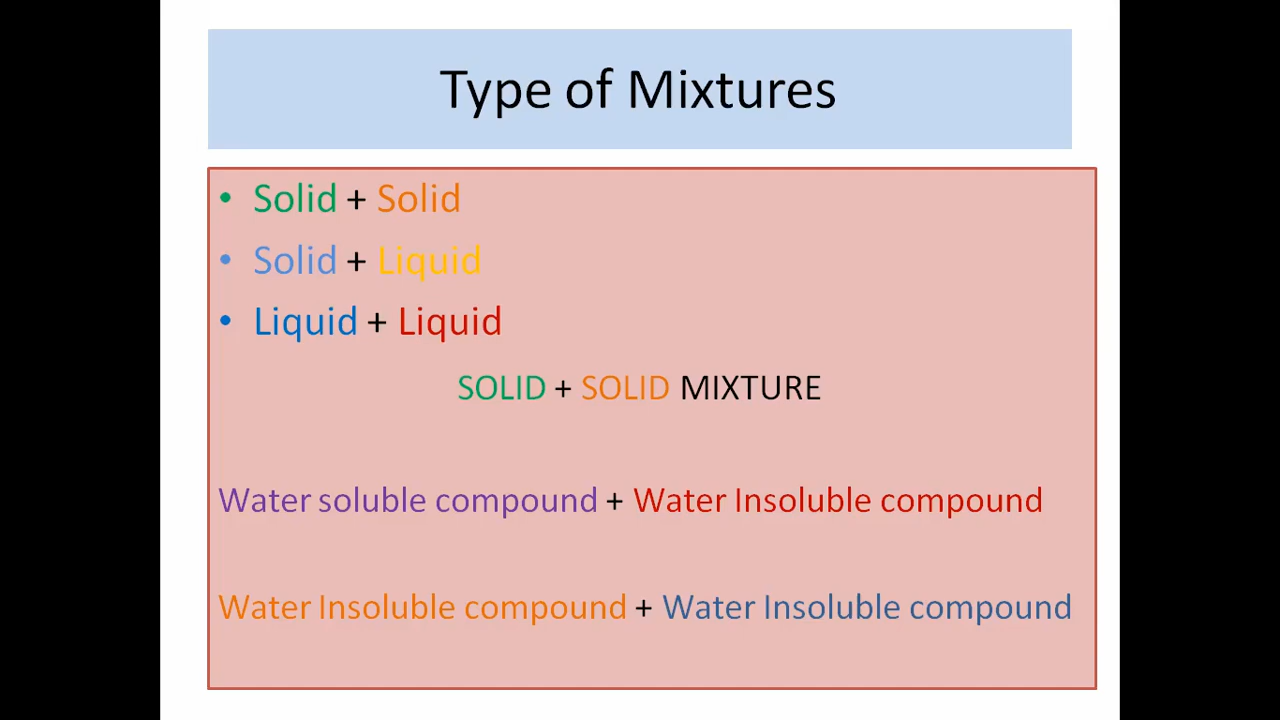 Type of Mixtures
• Solid + Solid
• Solid + Liquid
• Liquid + Liquid
SOLID + SOLID MIXTURE
Water soluble compound + Water Insoluble compound
Water Insoluble compound + Water Insoluble compound